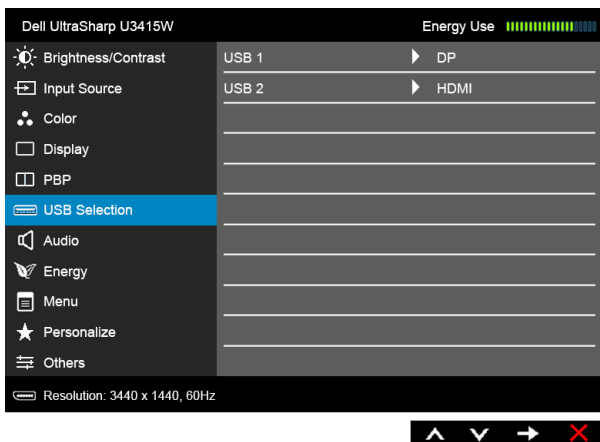 Dell UltraSharp U3415W
Energy Use
Brightness/Contrast
USB 1
DP
Input Source
USB 2
HDMI
Color
Display
PBP
USB Selection
Audio
Energy
Menu
Personalize
Others
Resolution: 3440 x 1440, 60Hz